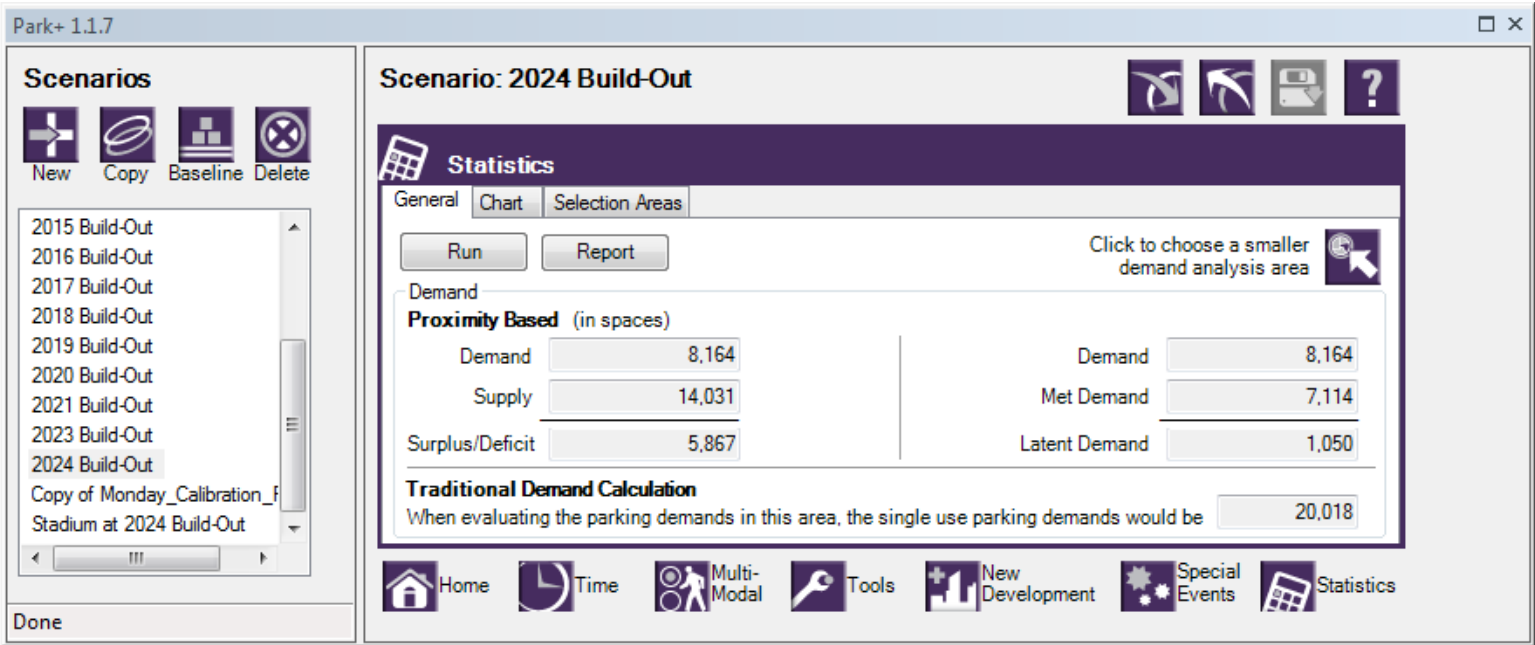 Park+ 1.1.7
Scenarios
New Copy Baseline Delete
2015 Build-Out
2016 Build-Out
2017 Build-Out
2018 Build-Out
2019 Build-Out
2020 Build-Out
2021 Build-Out
2023 Build-Out
2024 Build-Out
Copy of Monday_Calibration_F
Stadium at 2024 Build-Out
Done
Scenario: 2024 Build-Out
?
Statistics
General Chart Selection Areas
Run Report
Click to choose a smaller
demand analysis area
Demand
Proximity Based (in spaces)
Demand 8,164
Supply 14,031
Surplus/Deficit 5,867
Demand 8,164
Met Demand 7,114
Latent Demand 1,050
Traditional Demand Calculation
When evaluating the parking demands in this area, the single use parking demands would be 20,018
Home
Time
Multi-
Modal
Tools
New
Development
Special
Events
Statistics